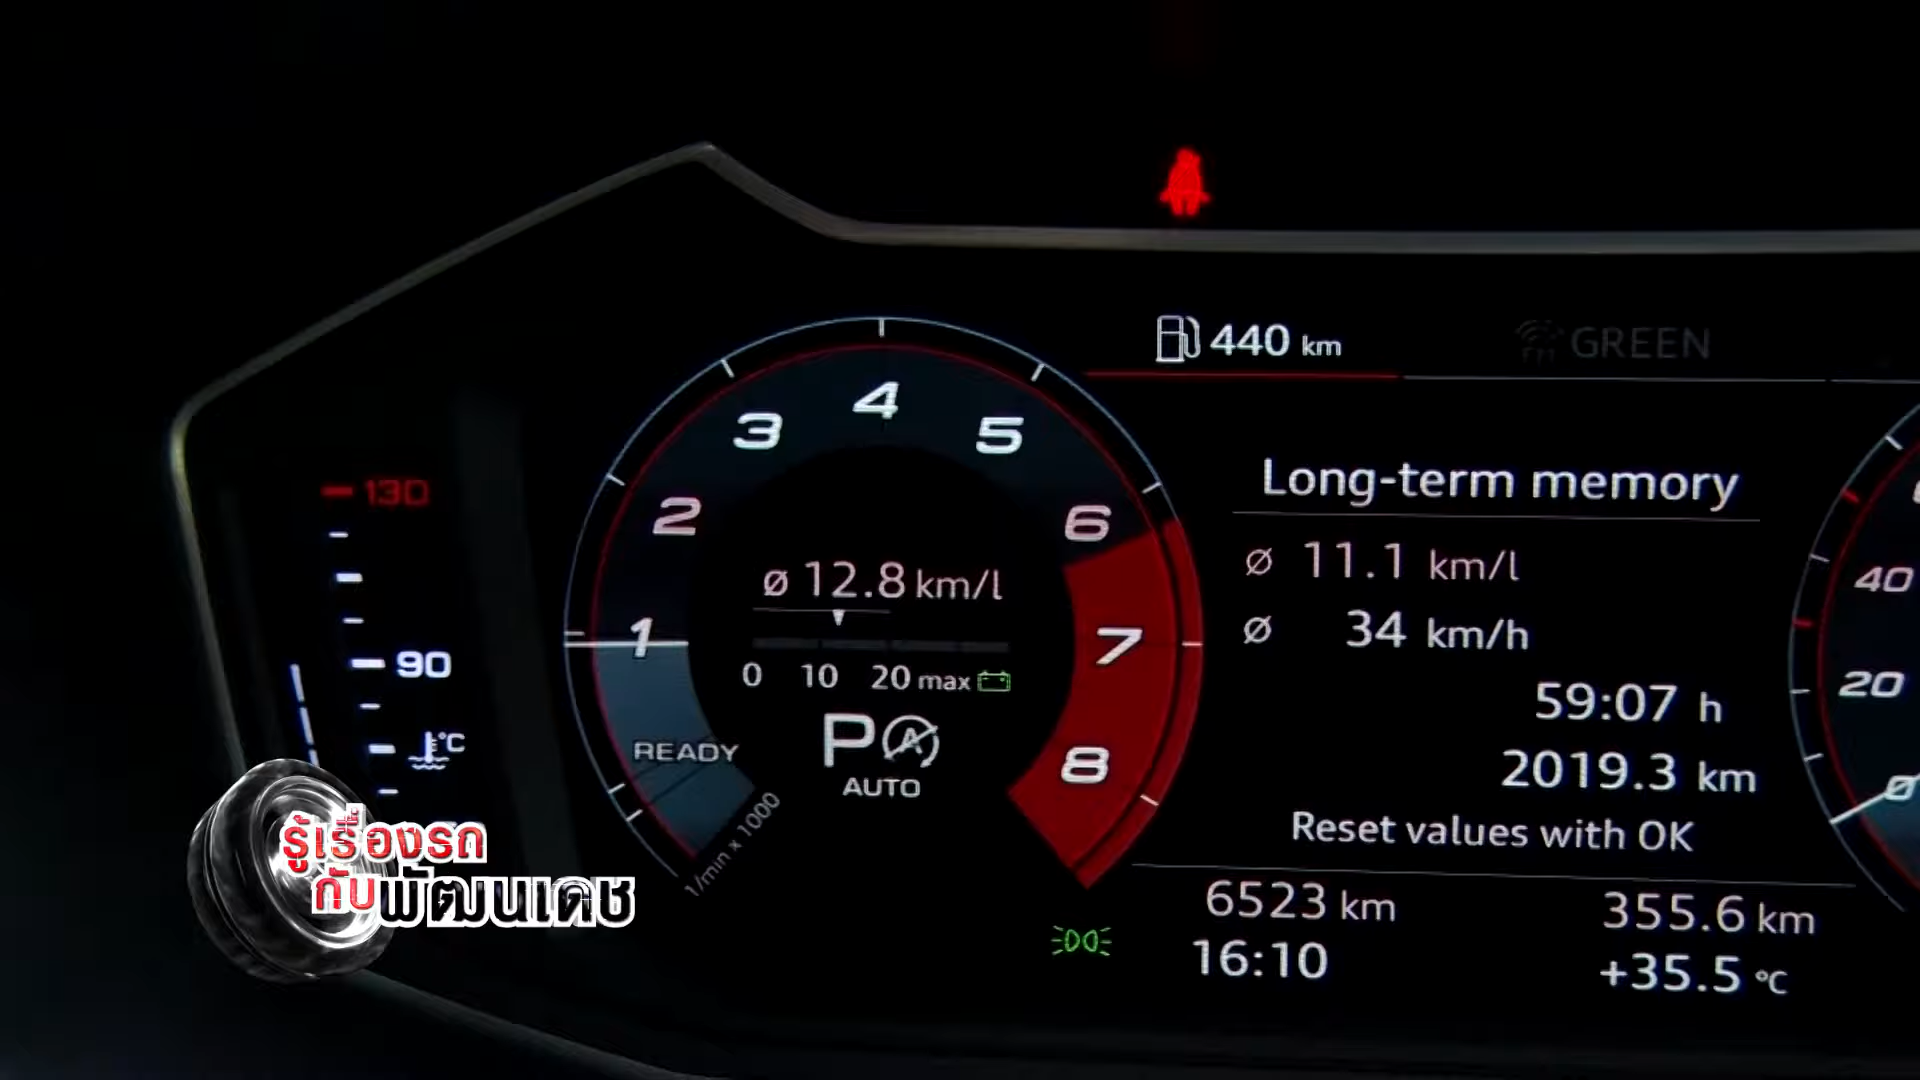 440 km
GREEN
130
90
°C
1
2
3
4
5
6
7
8
ø 12.8 km/l
0 10 20 max
READY
P A
AUTO
1/min x 1000
Long-term memory
ø 11.1 km/l
ø 34 km/h
59:07 h
2019.3 km
Reset values with OK
6523 km 355.6 km
16:10 +35.5 °C
40
20
0
รู้เรื่องรถ
กับพัฒนเดช